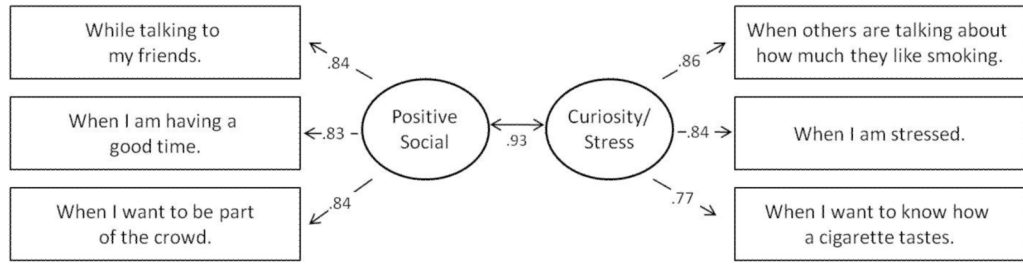 While talking to
my friends.
When I am having a
good time.
When I want to be part
of the crowd.
.84
.83
.84
Positive
Social
.93
Curiosity/
Stress
.86
.84
.77
When others are talking about
how much they like smoking.
When I am stressed.
When I want to know how
a cigarette tastes.